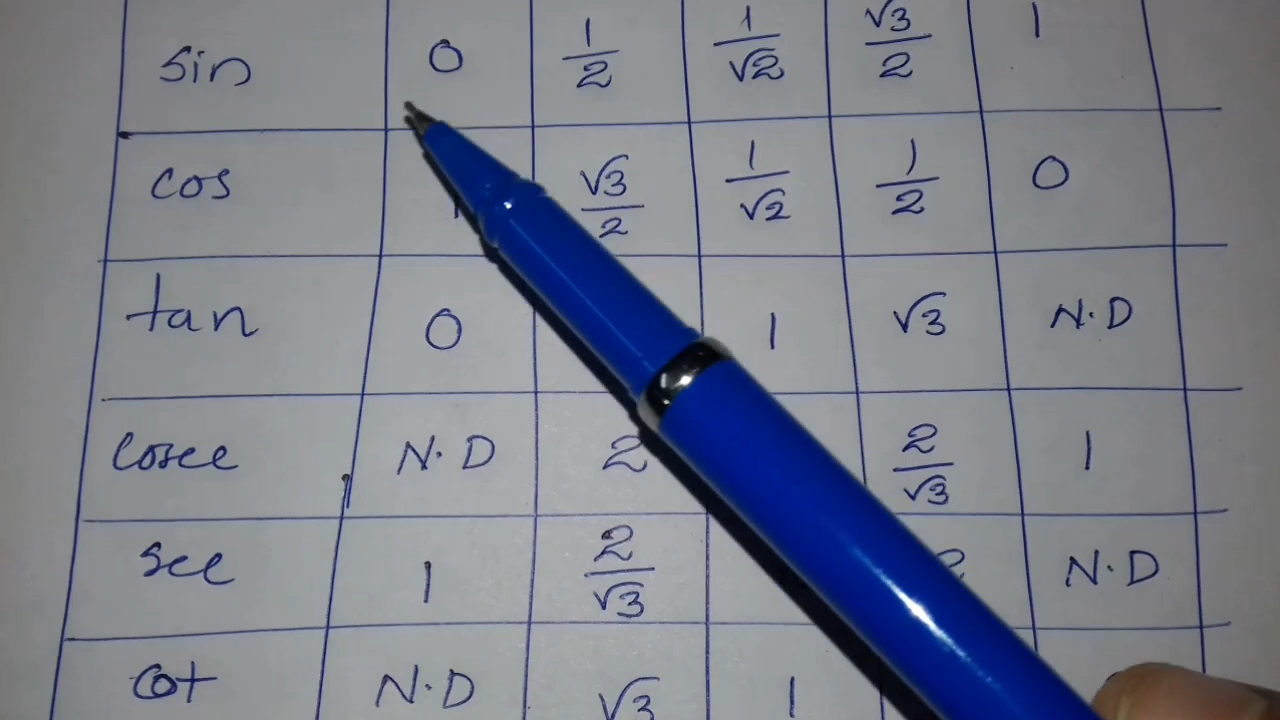 sin 0 1/2 1/√2 √3/2 1
cos √3/2 1/√2 1/2 0
tan 0 1 √3 N·D
cosec N·D 2 2/√3 1
sec 1 2/√3 N·D
cot N·D √3 1